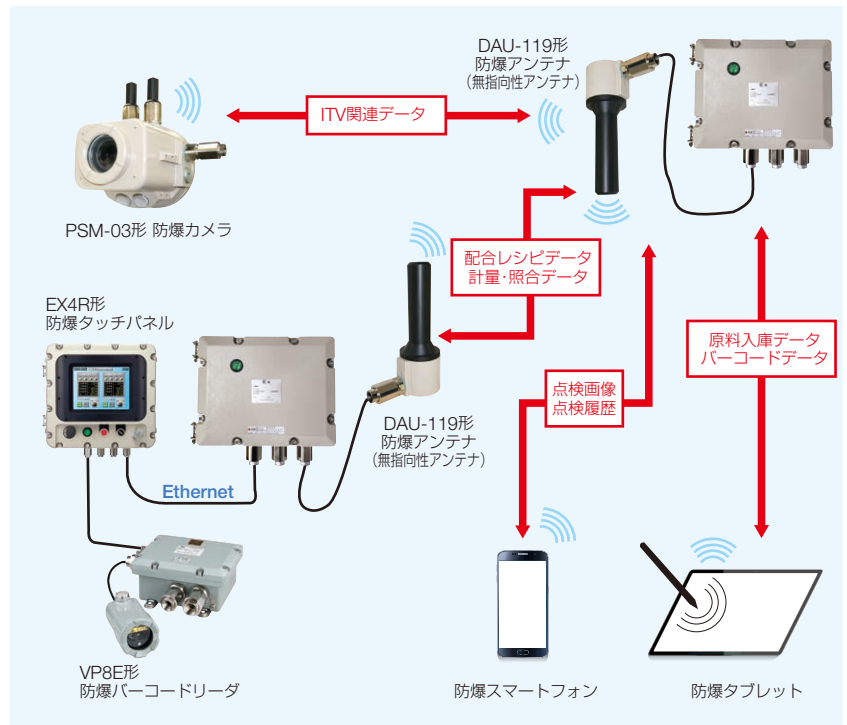 DAU-119形
防爆アンテナ
（無指向性アンテナ）
ITV関連データ
PSM-03形 防爆カメラ
配合レシピデータ
計量・照合データ
EX4R形
防爆タッチパネル
原料入庫データ
バーコードデータ
点検画像
点検履歴
DAU-119形
防爆アンテナ
（無指向性アンテナ）
Ethernet
VP8E形
防爆バーコードリーダ
防爆スマートフォン
防爆タブレット